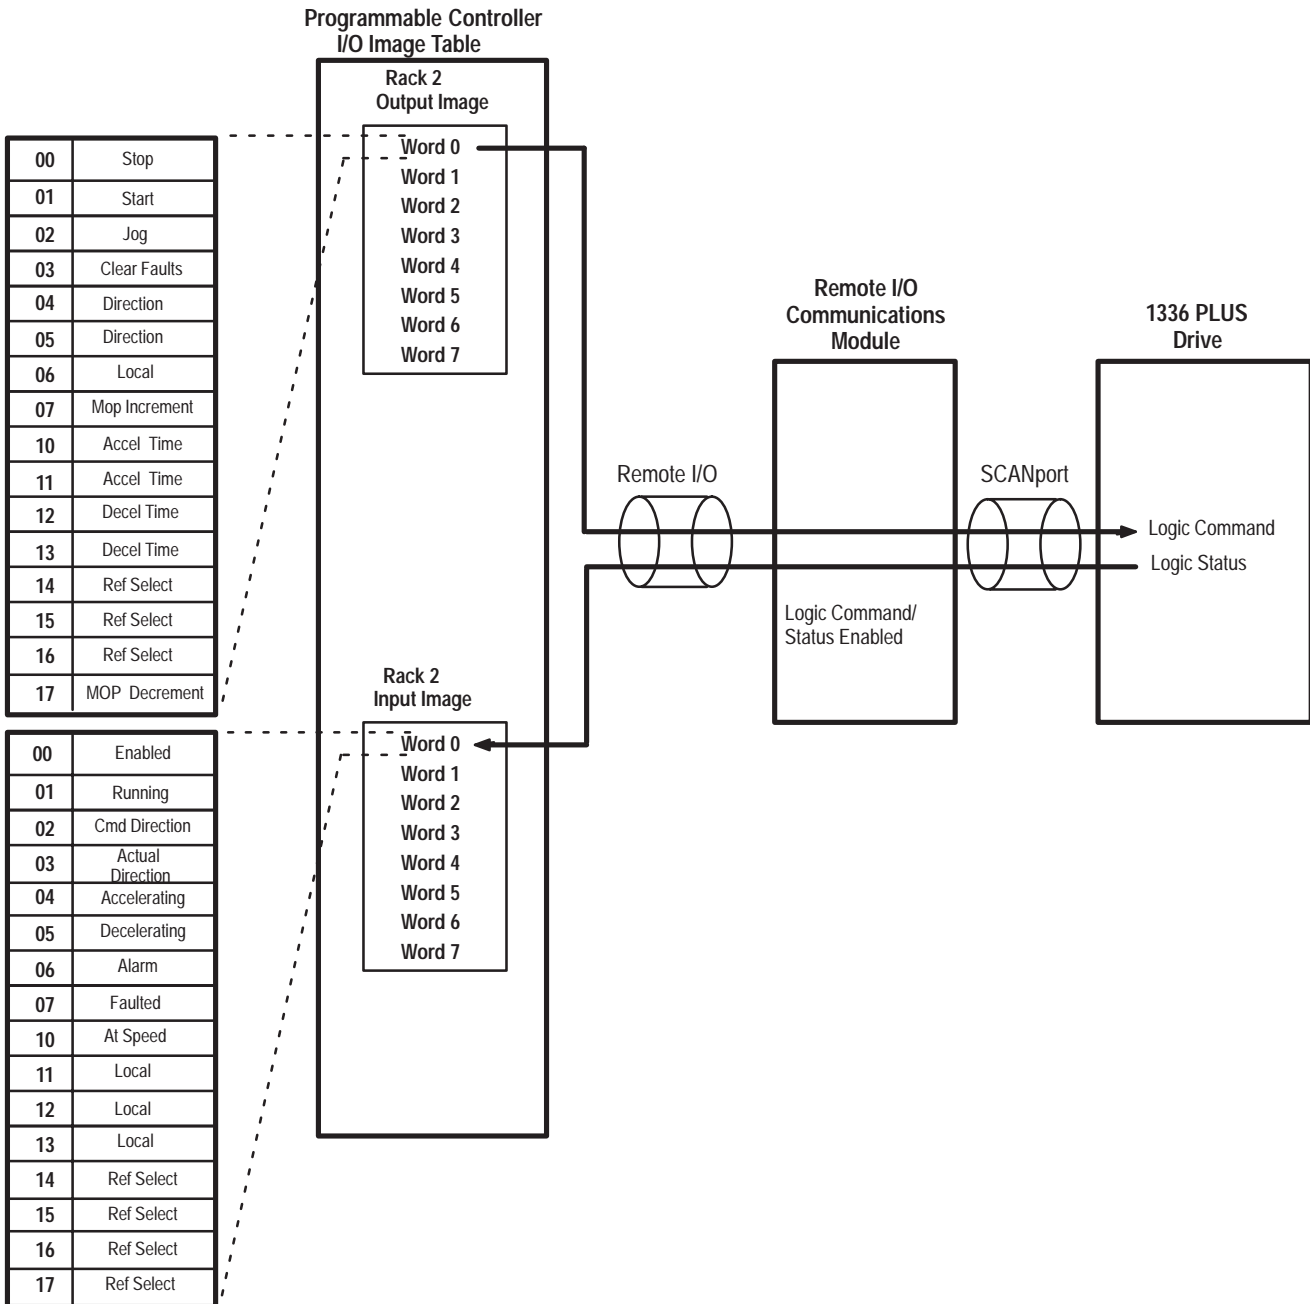 Programmable Controller
I/O Image Table
Rack 2
Output Image
Word 0
Word 1
Word 2
Word 3
Word 4
Word 5
Word 6
Word 7
00 Stop
01 Start
02 Jog
03 Clear Faults
04 Direction
05 Direction
06 Local
07 Mop Increment
10 Accel Time
11 Accel Time
12 Decel Time
13 Decel Time
14 Ref Select
15 Ref Select
16 Ref Select
17 MOP Decrement
Remote I/O
Communications
Module
1336 PLUS
Drive
Remote I/O
SCANport
Logic Command
Logic Status
Logic Command/
Status Enabled
Rack 2
Input Image
Word 0
Word 1
Word 2
Word 3
Word 4
Word 5
Word 6
Word 7
00 Enabled
01 Running
02 Cmd Direction
03 Actual
Direction
04 Accelerating
05 Decelerating
06 Alarm
07 Faulted
10 At Speed
11 Local
12 Local
13 Local
14 Ref Select
15 Ref Select
16 Ref Select
17 Ref Select